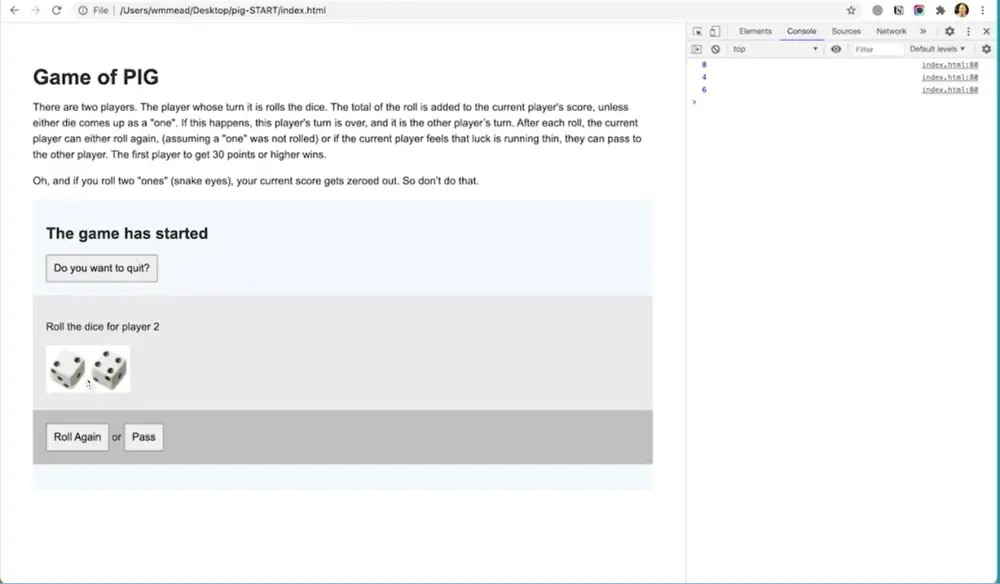 File | /Users/wmmead/Desktop/pig-START/index.html
Elements Console Sources Network »
top Filter Default levels
8 index.html:80
4 index.html:80
6 index.html:80
>
Game of PIG
There are two players. The player whose turn it is rolls the dice. The total of the roll is added to the current player's score, unless
either die comes up as a "one". If this happens, this player's turn is over, and it is the other player's turn. After each roll, the current
player can either roll again, (assuming a "one" was not rolled) or if the current player feels that luck is running thin, they can pass to
the other player. The first player to get 30 points or higher wins.
Oh, and if you roll two "ones" (snake eyes), your current score gets zeroed out. So don't do that.
The game has started
Do you want to quit?
Roll the dice for player 2
Roll Again or Pass